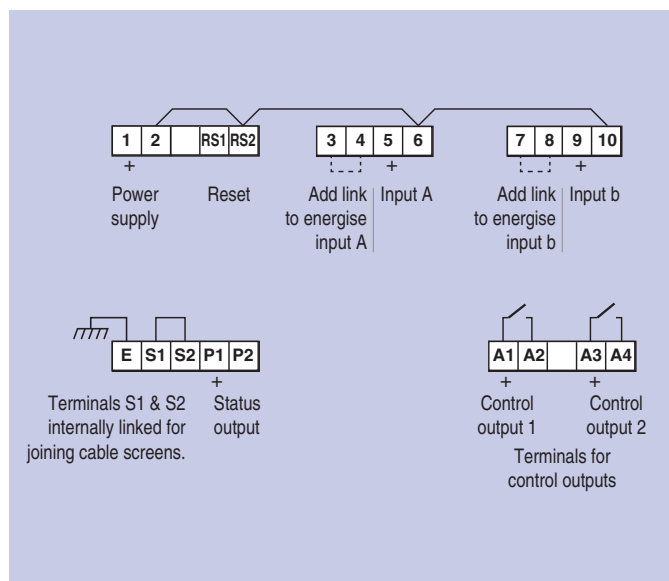 1 2 RS1 RS2 3 4 5 6 7 8 9 10
+ + +
Power
supply
Reset
Add link
to energise
input A
Input A
Add link
to energise
input b
Input b
E S1 S2 P1 P2
+
Terminals S1 & S2
internally linked for
joining cable screens.
Status
output
A1 A2 A3 A4
+ +
Control
output 1
Control
output 2
Terminals for
control outputs